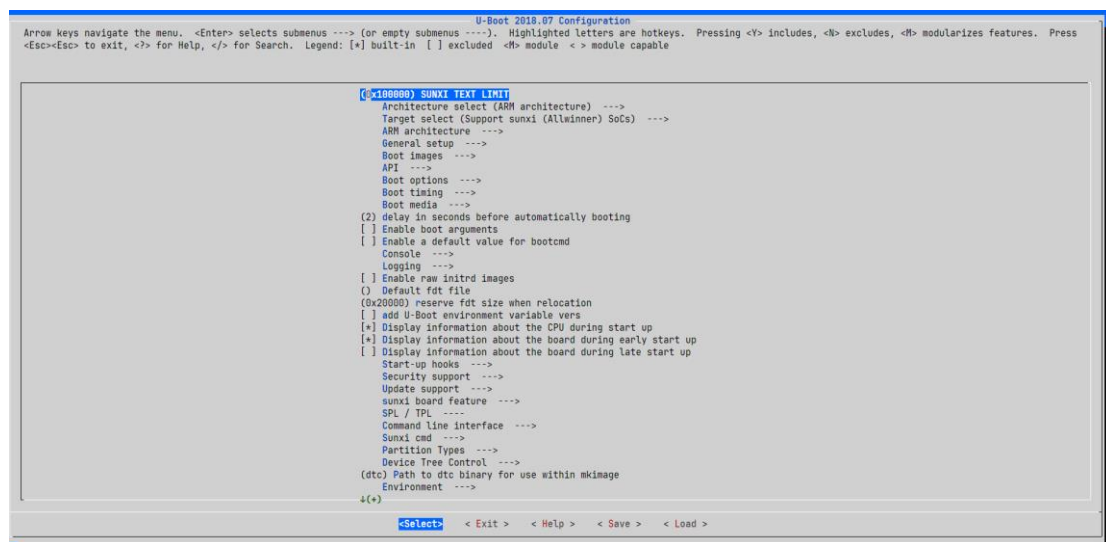 U-Boot 2018.07 Configuration
Arrow keys navigate the menu.  <Enter> selects submenus ---> (or empty submenus ----).  Highlighted letters are hotkeys.  Pressing <Y> includes, <N> excludes, <M> modularizes features.  Press
<Esc><Esc> to exit, <?> for Help, </> for Search.  Legend: [*] built-in  [ ] excluded  <M> module  < > module capable
(0x100000) SUNXI TEXT LIMIT
Architecture select (ARM architecture)  --->
Target select (Support sunxi (Allwinner) SoCs)  --->
ARM architecture  --->
General setup  --->
Boot images  --->
API  --->
Boot options  --->
Boot timing  --->
Boot media  --->
(2) delay in seconds before automatically booting
[ ] Enable boot arguments
[ ] Enable a default value for bootcmd
Console  --->
Logging  --->
[ ] Enable raw initrd images
()  Default fdt file
(0x20000) reserve fdt size when relocation
[ ] add U-Boot environment variable vers
[*] Display information about the CPU during start up
[*] Display information about the board during early start up
[ ] Display information about the board during late start up
Start-up hooks  --->
Security support  --->
Update support  --->
sunxi board feature  --->
SPL / TPL  ----
Command line interface  --->
Sunxi cmd  --->
Partition Types  --->
Device Tree Control  --->
(dtc) Path to dtc binary for use within mkimage
Environment  --->
↓(+)
<Select>    < Exit >    < Help >    < Save >    < Load >